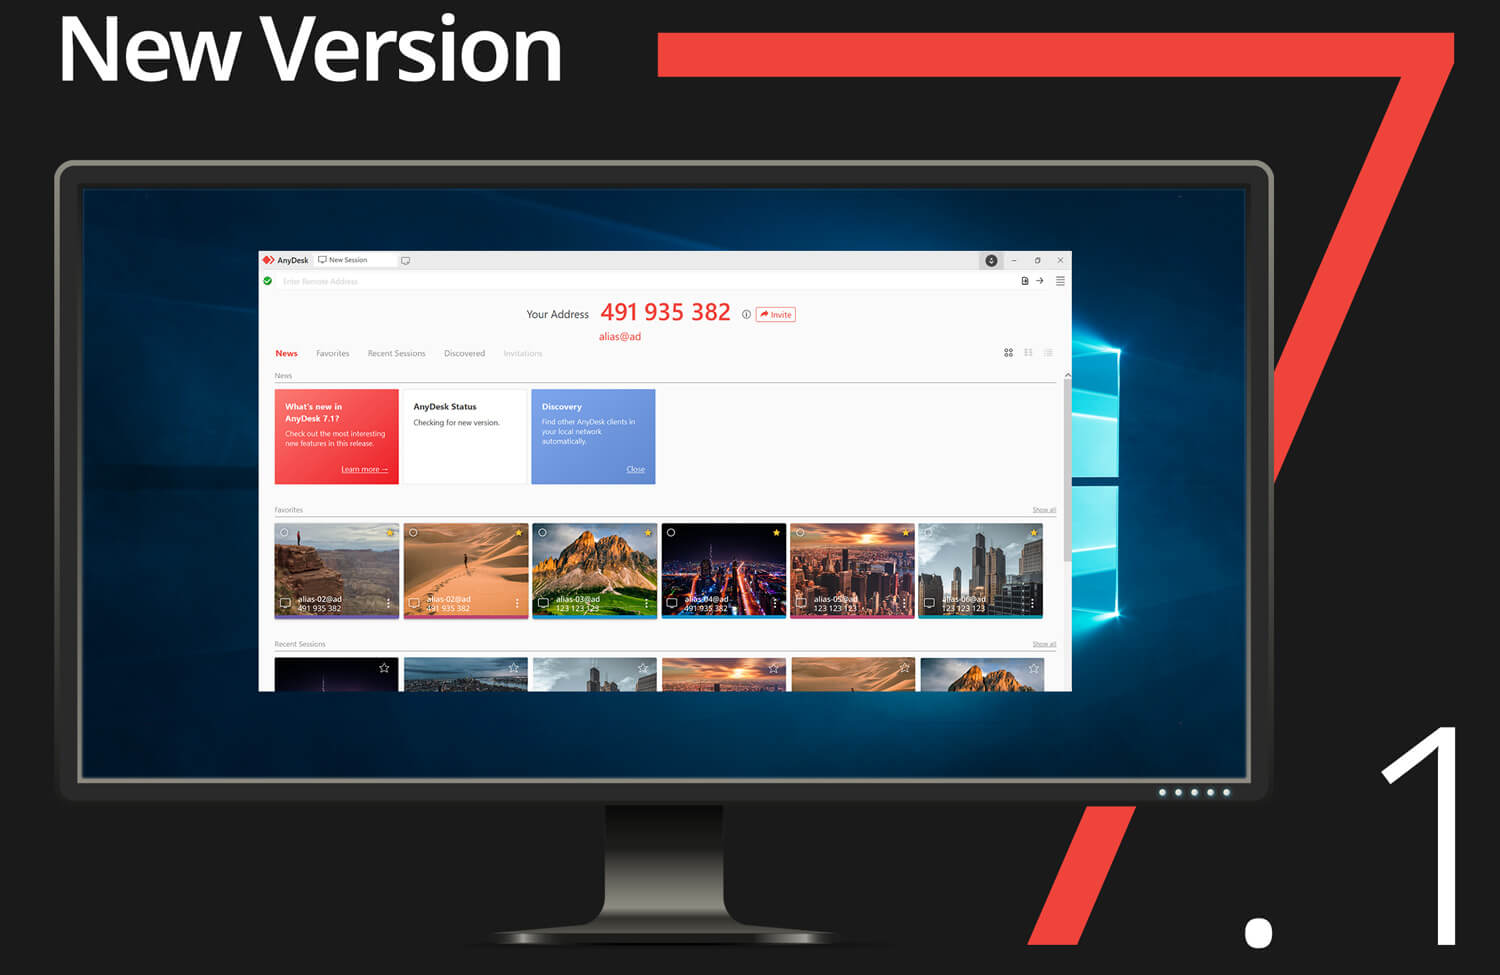 New Version
7
AnyDesk
New Session
Enter Remote Address
Your Address
491 935 382
Invite
alias@ad
News
Favorites
Recent Sessions
Discovered
Invitations
News
What's new in
AnyDesk 7.1?
Check out the most interesting
new features in this release.
Learn more →
AnyDesk Status
Checking for new version.
Discovery
Find other AnyDesk clients in
your local network
automatically.
Close
Favorites
Show all
alias-02@ad
491 935 382
alias-02@ad
491 935 382
alias-03@ad
123 123 123
alias-04@ad
491 935 382
alias-05@ad
123 123 123
alias-06@ad
123 123 123
Recent Sessions
Show all
.1